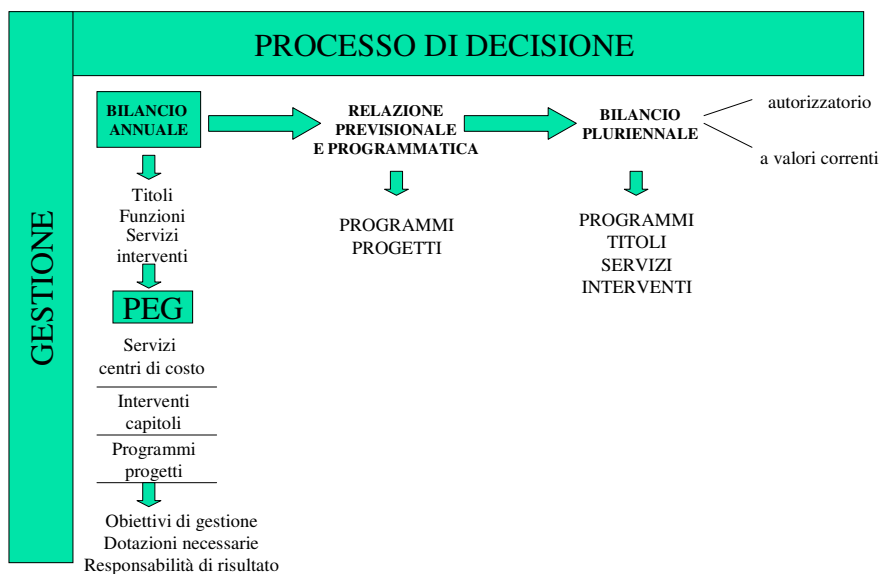 PROCESSO DI DECISIONE
GESTIONE
BILANCIO
ANNUALE
RELAZIONE
PREVISIONALE
E PROGRAMMATICA
BILANCIO
PLURIENNALE
autorizzatorio
a valori correnti
Titoli
Funzioni
Servizi
interventi
PROGRAMMI
PROGETTI
PROGRAMMI
TITOLI
SERVIZI
INTERVENTI
PEG
Servizi
centri di costo
Interventi
capitoli
Programmi
progetti
Obiettivi di gestione
Dotazioni necessarie
Responsabilità di risultato